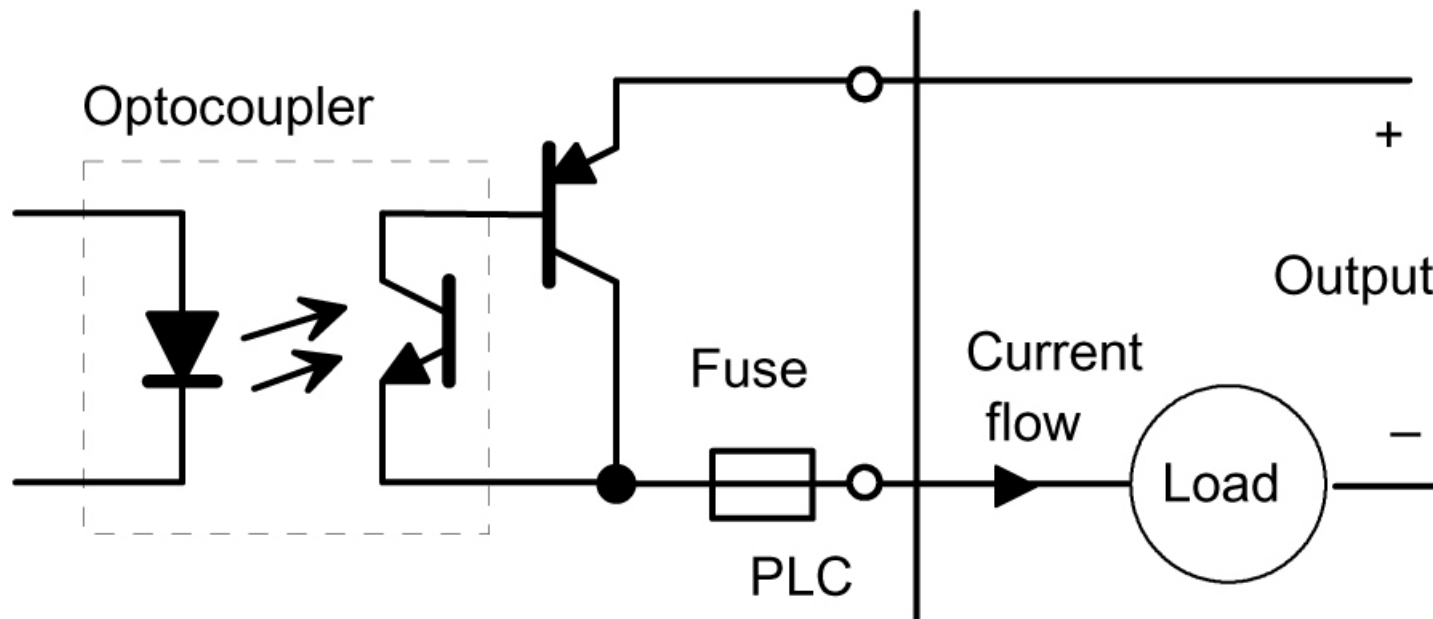 Optocoupler
+
Output
Fuse
Current
flow
–
Load
PLC